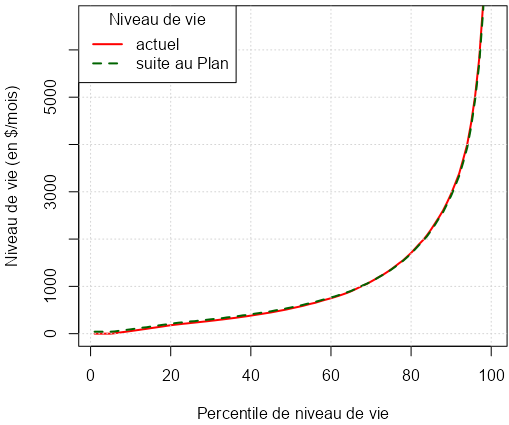 Niveau de vie
actuel
suite au Plan
Niveau de vie (en $/mois)
5000
3000
1000
0
0 20 40 60 80 100
Percentile de niveau de vie